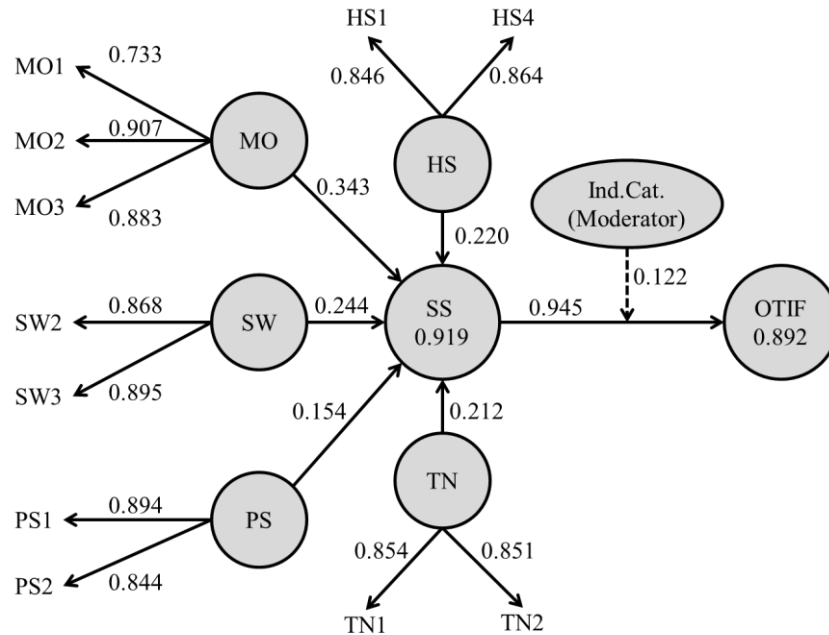 HS1
HS4
MO1
0.733
0.846
0.864
MO2
0.907
MO
HS
MO3
0.883
0.343
Ind.Cat.
(Moderator)
0.220
0.122
SW2
0.868
SW
0.244
SS
0.919
0.945
OTIF
0.892
SW3
0.895
0.154
0.212
TN
PS1
0.894
PS
0.854
0.851
PS2
0.844
TN1
TN2